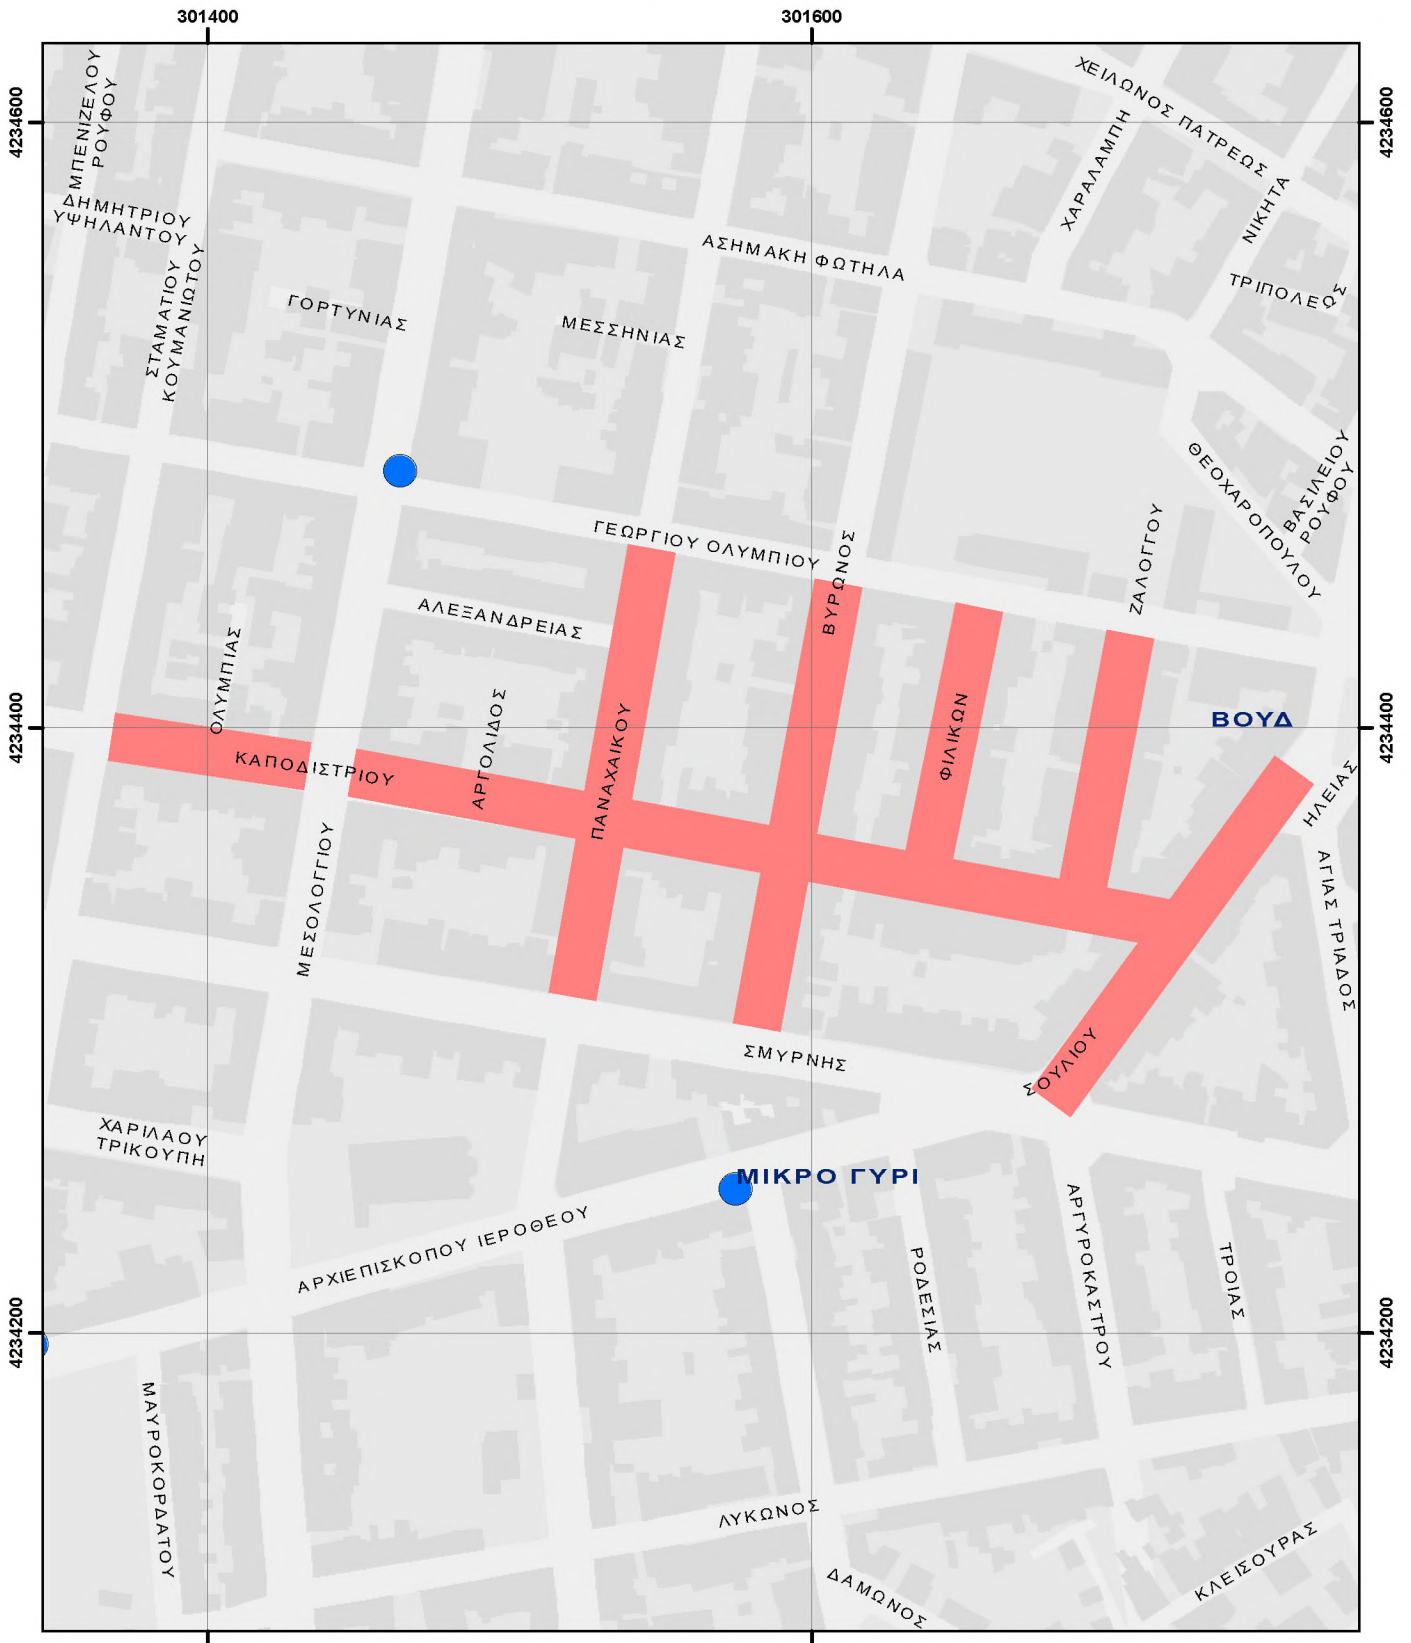 301400
301600
4234600
4234600
ΜΠΕΝΙΖΕΛΟΥ
ΡΟΥΦΟΥ
ΧΕΙΛΩΝΟΣ ΠΑΤΡΕΩΣ
ΧΑΡΑΛΑΜΠΗ
ΝΙΚΗΤΑ
ΔΗΜΗΤΡΙΟΥ
ΥΨΗΛΑΝΤΟΥ
ΣΤΑΜΑΤΙΟΥ
ΚΟΥΜΑΝΙΩΤΟΥ
ΑΣΗΜΑΚΗ ΦΩΤΗΛΑ
ΤΡΙΠΟΛΕΩΣ
ΓΟΡΤΥΝΙΑΣ
ΜΕΣΣΗΝΙΑΣ
ΘΕΟΧΑΡΟΠΟΥΛΟΥ
ΒΑΣΙΛΕΙΟΥ
ΡΟΥΦΟΥ
ΓΕΩΡΓΙΟΥ ΟΛΥΜΠΙΟΥ
ΒΥΡΩΝΟΣ
ΖΑΛΟΓΓΟΥ
ΑΛΕΞΑΝΔΡΕΙΑΣ
ΟΛΥΜΠΙΑΣ
4234400
4234400
ΒΟΥΔ
ΑΡΓΟΛΙΔΟΣ
ΠΑΝΑΧΑΙΚΟΥ
ΦΙΛΙΚΩΝ
ΚΑΠΟΔΙΣΤΡΙΟΥ
ΗΛΕΙΑΣ
ΜΕΣΟΛΟΓΓΙΟΥ
ΑΓΙΑΣ ΤΡΙΑΔΟΣ
ΣΜΥΡΝΗΣ
ΣΟΥΛΙΟΥ
ΧΑΡΙΛΑΟΥ
ΤΡΙΚΟΥΠΗ
ΜΙΚΡΟ ΓΥΡΙ
ΑΡΧΙΕΠΙΣΚΟΠΟΥ ΙΕΡΟΘΕΟΥ
ΑΡΓΥΡΟΚΑΣΤΡΟΥ
ΡΟΔΕΣΙΑΣ
ΤΡΟΙΑΣ
4234200
4234200
ΜΑΥΡΟΚΟΡΔΑΤΟΥ
ΛΥΚΩΝΟΣ
ΔΑΜΩΝΟΣ
ΚΛΕΙΣΟΥΡΑΣ